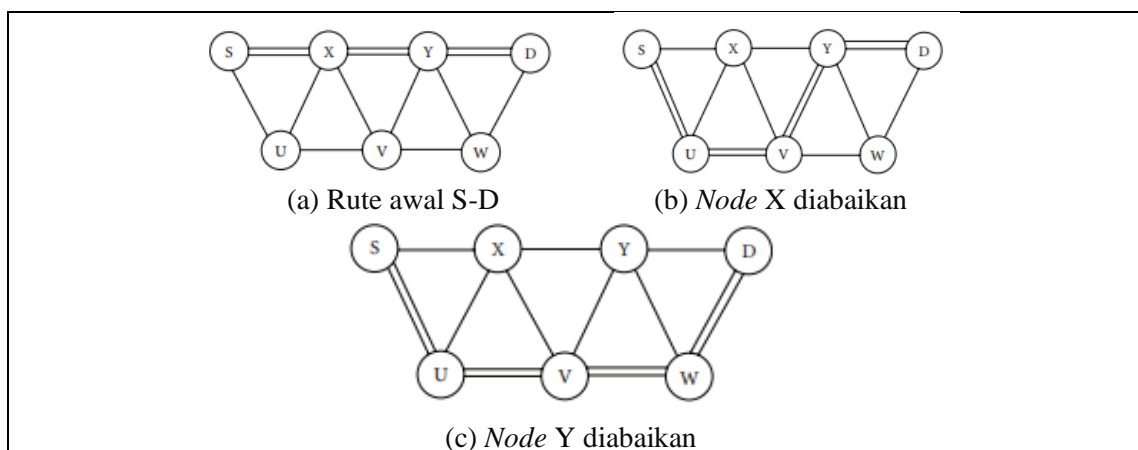 S X Y D
U V W
S X Y D
U V W
(a) Rute awal S-D
(b) Node X diabaikan
S X Y D
U V W
(c) Node Y diabaikan